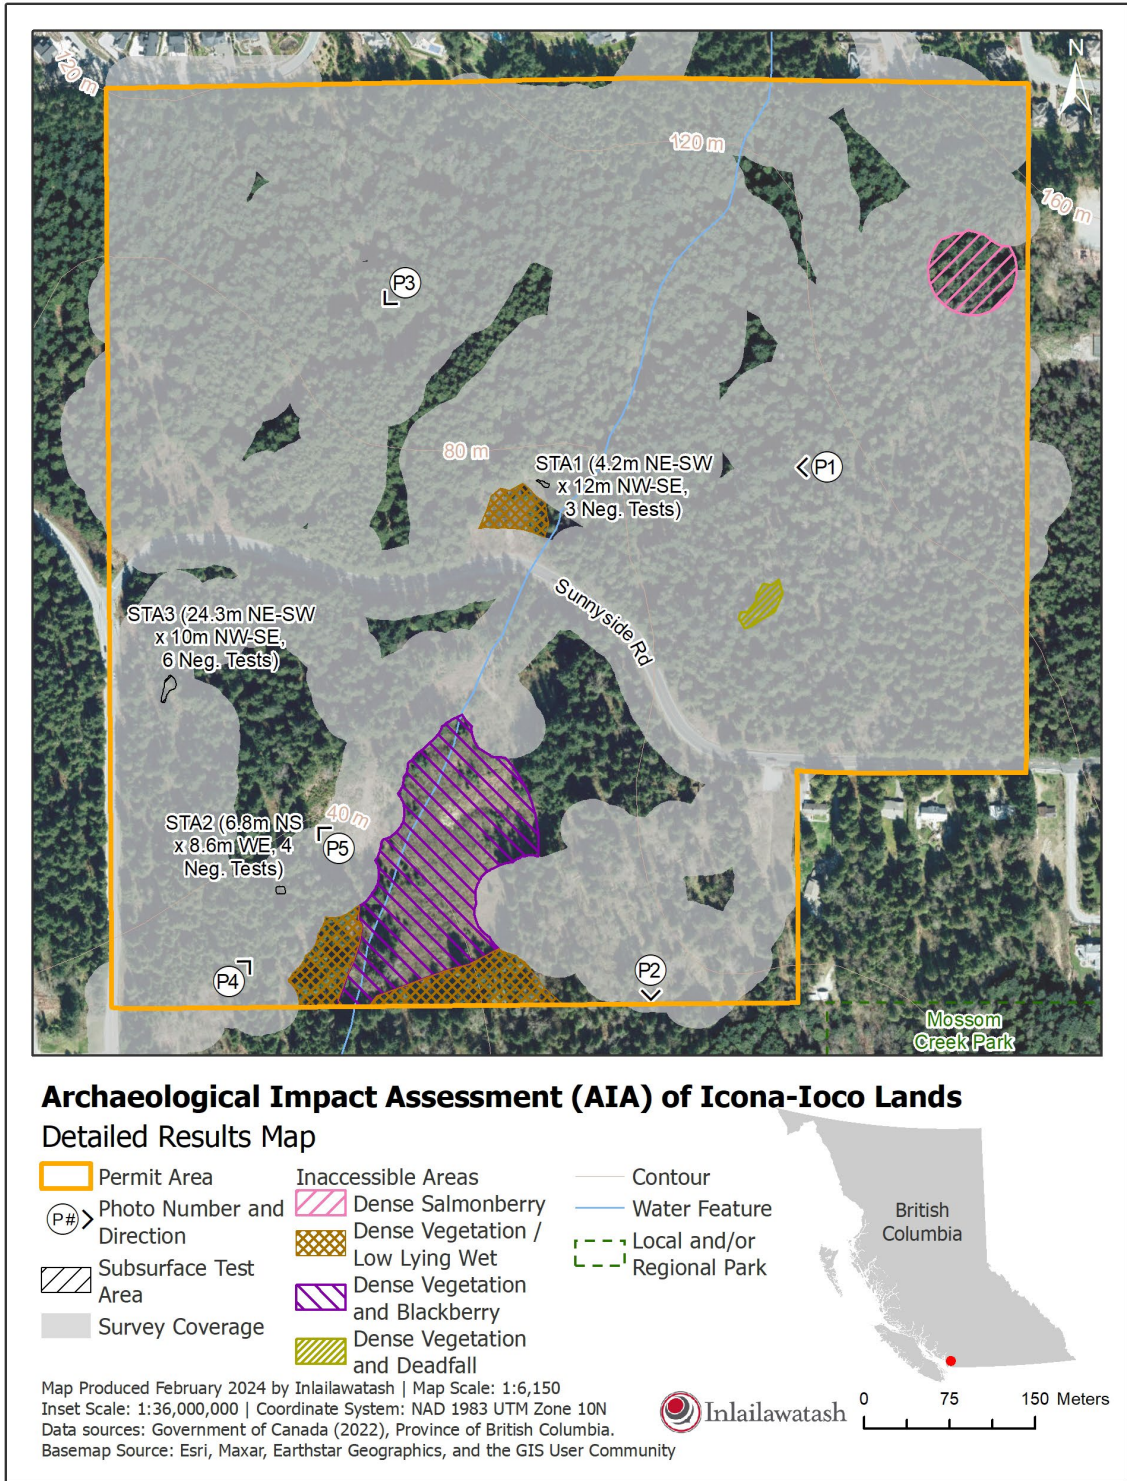 N
120 m
120 m
160 m
P3
80 m
STA1 (4.2m NE-SW
x 12m NW-SE,
3 Neg. Tests)
P1
Sunnyside Rd
STA3 (24.3m NE-SW
x 10m NW-SE,
6 Neg. Tests)
40 m
STA2 (6.8m NS
x 8.6m WE, 4
Neg. Tests)
P5
P4
P2
Mossom
Creek Park
Archaeological Impact Assessment (AIA) of Icona-Ioco Lands
Detailed Results Map
Permit Area
P#
Photo Number and
Direction
Subsurface Test
Area
Survey Coverage
Inaccessible Areas
Dense Salmonberry
Dense Vegetation /
Low Lying Wet
Dense Vegetation
and Blackberry
Dense Vegetation
and Deadfall
Contour
Water Feature
Local and/or
Regional Park
British
Columbia
Map Produced February 2024 by Inlailawatash | Map Scale: 1:6,150
Inset Scale: 1:36,000,000 | Coordinate System: NAD 1983 UTM Zone 10N
Data sources: Government of Canada (2022), Province of British Columbia.
Basemap Source: Esri, Maxar, Earthstar Geographics, and the GIS User Community
Inlailawatash
0 75 150 Meters